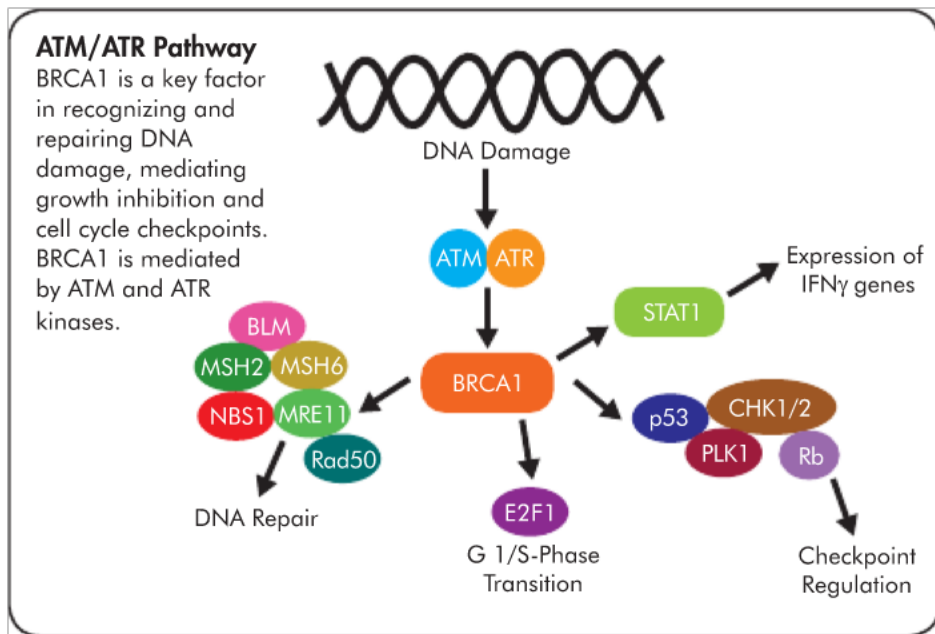 ATM/ATR Pathway
BRCA1 is a key factor
in recognizing and
repairing DNA
damage, mediating
growth inhibition and
cell cycle checkpoints.
BRCA1 is mediated
by ATM and ATR
kinases.
DNA Damage
ATM
ATR
BRCA1
STAT1
Expression of
IFNγ genes
BLM
MSH2
MSH6
NBS1
MRE11
Rad50
DNA Repair
E2F1
G 1/S-Phase
Transition
p53
CHK1/2
PLK1
Rb
Checkpoint
Regulation